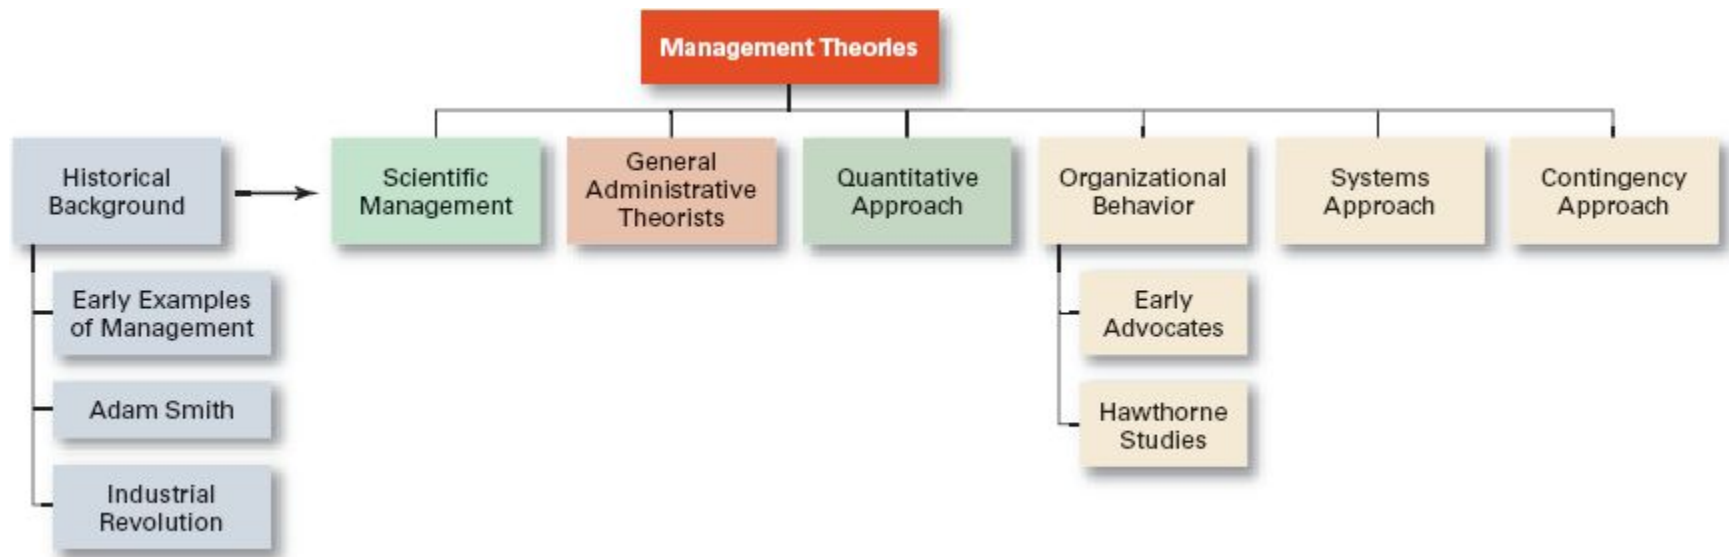 Management Theories
Historical
Background
Scientific
Management
General
Administrative
Theorists
Quantitative
Approach
Organizational
Behavior
Systems
Approach
Contingency
Approach
Early Examples
of Management
Adam Smith
Industrial
Revolution
Early
Advocates
Hawthorne
Studies